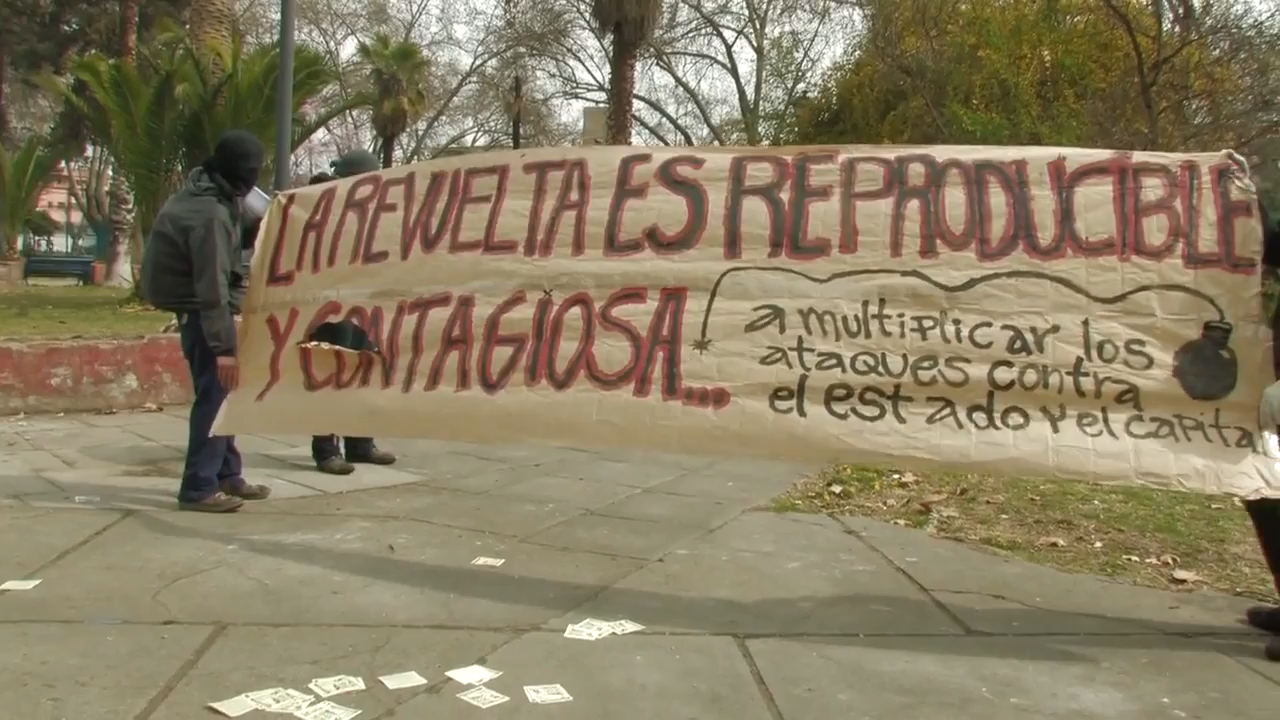 LA REVUELTA ES REPRODUCIBLE
Y CONTAGIOSA...
a multiplicar los
ataques contra
el estado y el capital